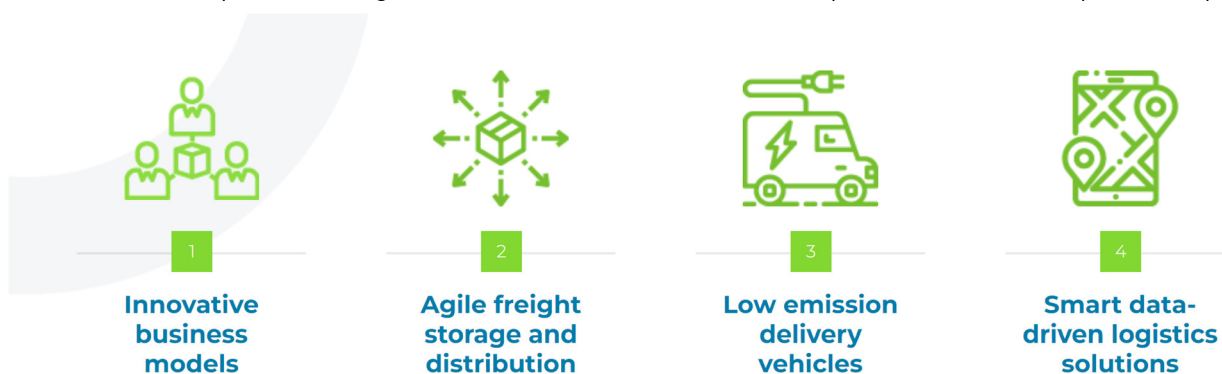 1
Innovative
business
models
2
Agile freight
storage and
distribution
3
Low emission
delivery
vehicles
4
Smart data-
driven logistics
solutions